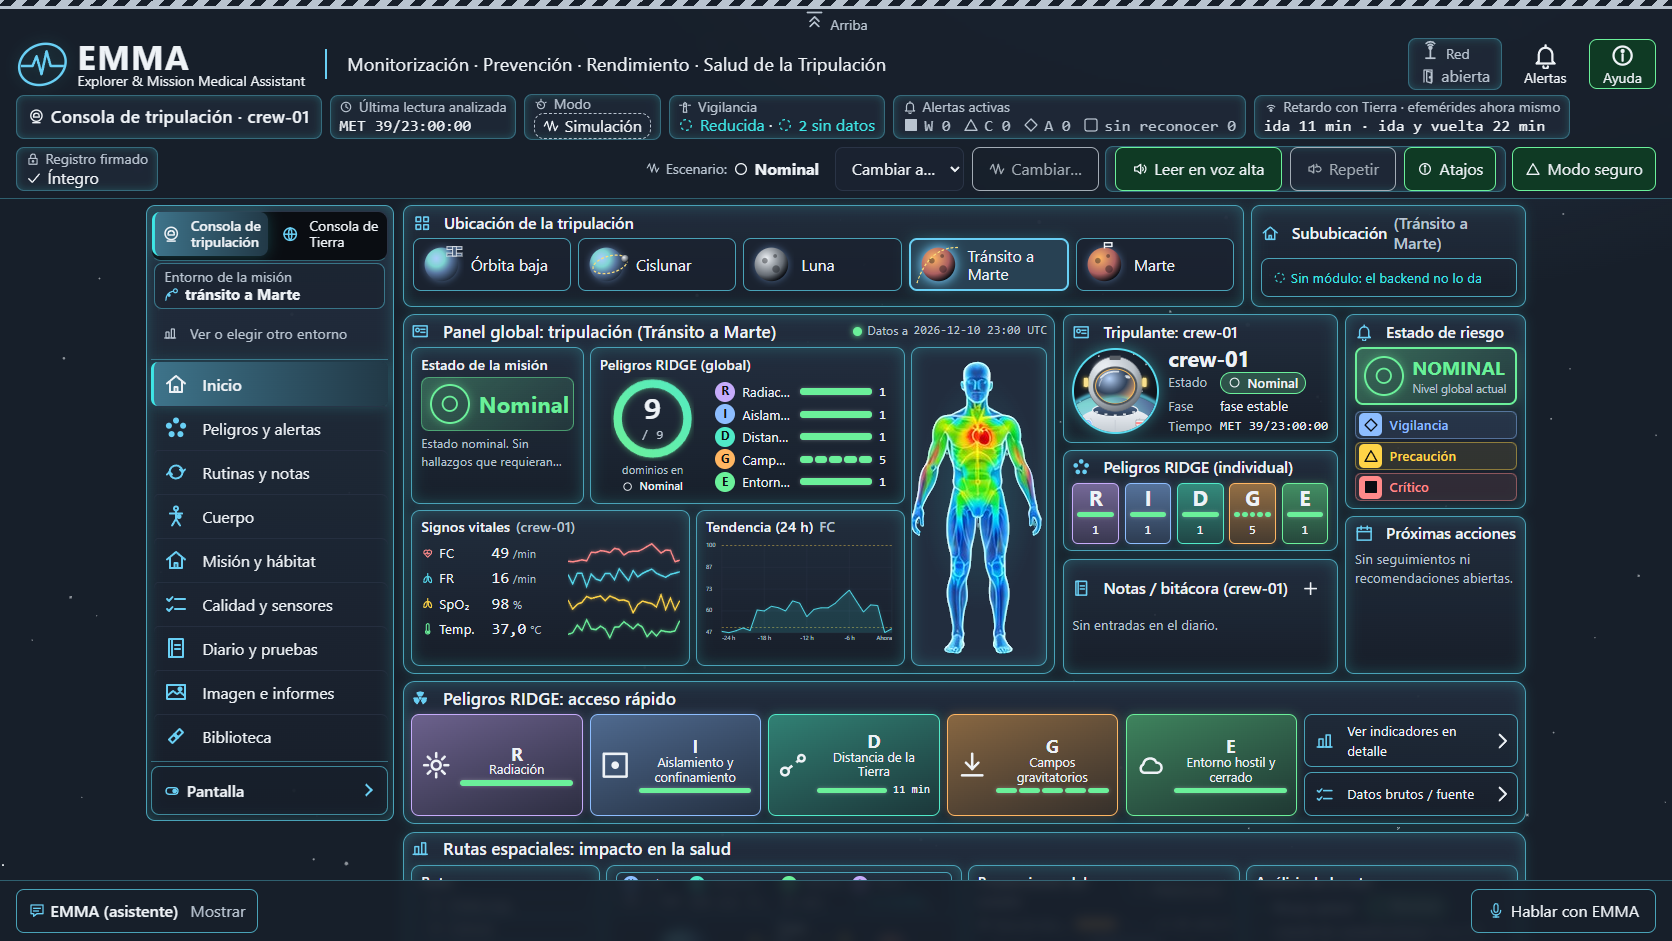 Arriba
EMMA
Explorer & Mission Medical Assistant
Monitorización · Prevención · Rendimiento · Salud de la Tripulación
Red
abierta
Alertas
Ayuda
Consola de tripulación · crew-01
Última lectura analizada
MET 39/23:00:00
Modo
Simulación
Vigilancia
Reducida · 2 sin datos
Alertas activas
W 0 C 0 A 0 sin reconocer 0
Retardo con Tierra · efemérides ahora mismo
ida 11 min · ida y vuelta 22 min
Registro firmado
Íntegro
Escenario: Nominal
Cambiar a...
Cambiar...
Leer en voz alta
Repetir
Atajos
Modo seguro
Consola de
tripulación
Consola de
Tierra
Entorno de la misión
tránsito a Marte
Ver o elegir otro entorno
Inicio
Peligros y alertas
Rutinas y notas
Cuerpo
Misión y hábitat
Calidad y sensores
Diario y pruebas
Imagen e informes
Biblioteca
Pantalla
Ubicación de la tripulación
Órbita baja
Cislunar
Luna
Tránsito a
Marte
Marte
Sububicación
(Tránsito a
Marte)
Sin módulo: el backend no lo da
Panel global: tripulación (Tránsito a Marte)
Datos a 2026-12-10 23:00 UTC
Estado de la misión
Nominal
Estado nominal. Sin
hallazgos que requieran...
Peligros RIDGE (global)
9
/ 9
dominios en
Nominal
R Radiac... 1
I Aislam... 1
D Distan... 1
G Camp... 5
E Entorn... 1
Signos vitales (crew-01)
FC 49 /min
FR 16 /min
SpO₂ 98 %
Temp. 37,0 °C
Tendencia (24 h) FC
100
87
73
60
47
-24 h -18 h -12 h -6 h Ahora
Tripulante: crew-01
crew-01
Estado Nominal
Fase fase estable
Tiempo MET 39/23:00:00
Peligros RIDGE (individual)
R I D G E
1 1 1 5 1
Notas / bitácora (crew-01)
Sin entradas en el diario.
Estado de riesgo
NOMINAL
Nivel global actual
Vigilancia
Precaución
Crítico
Próximas acciones
Sin seguimientos ni
recomendaciones abiertas.
Peligros RIDGE: acceso rápido
R
Radiación
I
Aislamiento y
confinamiento
D
Distancia de la
Tierra
11 min
G
Campos
gravitatorios
E
Entorno hostil y
cerrado
Ver indicadores en
detalle
Datos brutos / fuente
Rutas espaciales: impacto en la salud
EMMA (asistente) Mostrar
Hablar con EMMA